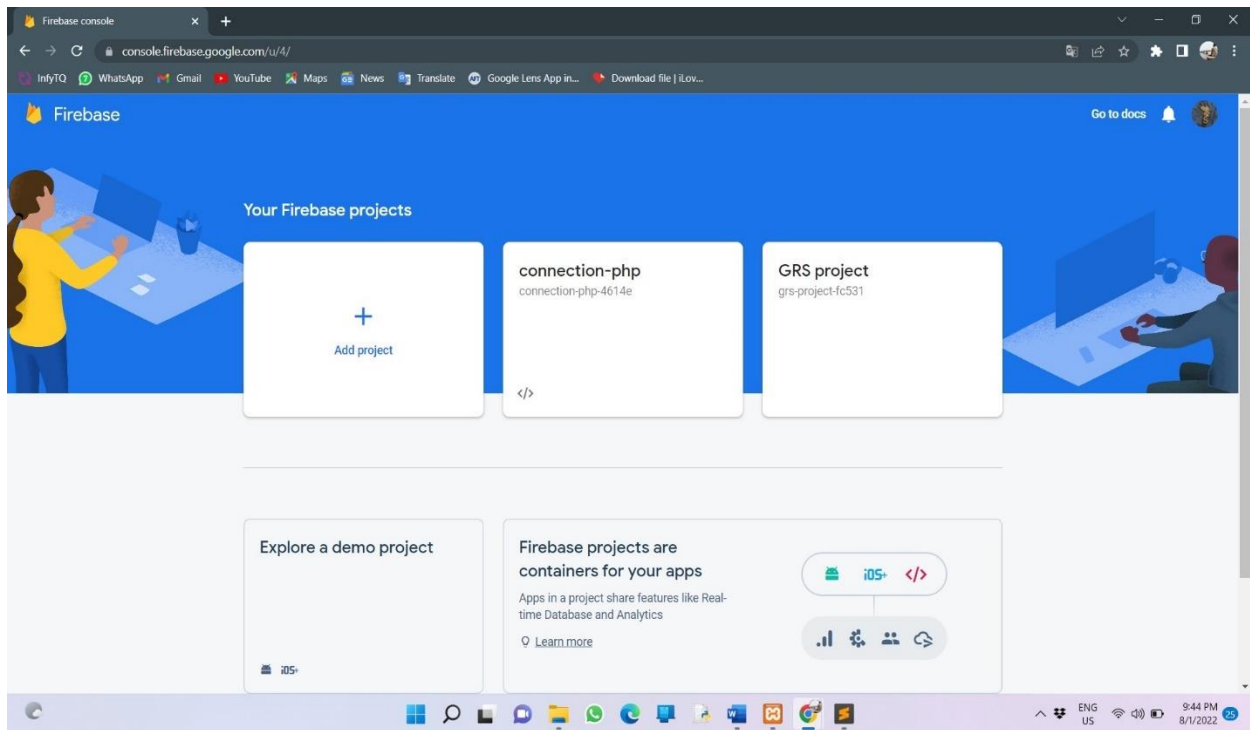 Firebase console
console.firebase.google.com/u/4/
InfyTQ WhatsApp Gmail YouTube Maps News Translate Google Lens App in... Download file | iLov...
Firebase
Go to docs
Your Firebase projects
Add project
connection-php
connection-php-4614e
</>
GRS project
grs-project-fc531
Explore a demo project
iOS+
Firebase projects are
containers for your apps
Apps in a project share features like Real-
time Database and Analytics
Learn more
iOS+ </>
ENG
US
9:44 PM
8/1/2022
25